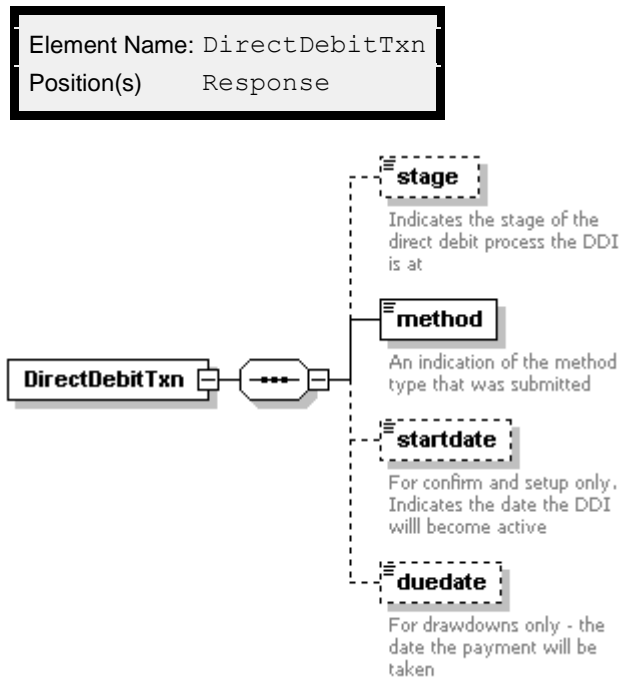 Element Name: DirectDebitTxn
Position(s) Response
stage
Indicates the stage of the
direct debit process the DDI
is at
method
An indication of the method
type that was submitted
DirectDebitTxn
startdate
For confirm and setup only.
Indicates the date the DDI
willl become active
duedate
For drawdowns only - the
date the payment will be
taken